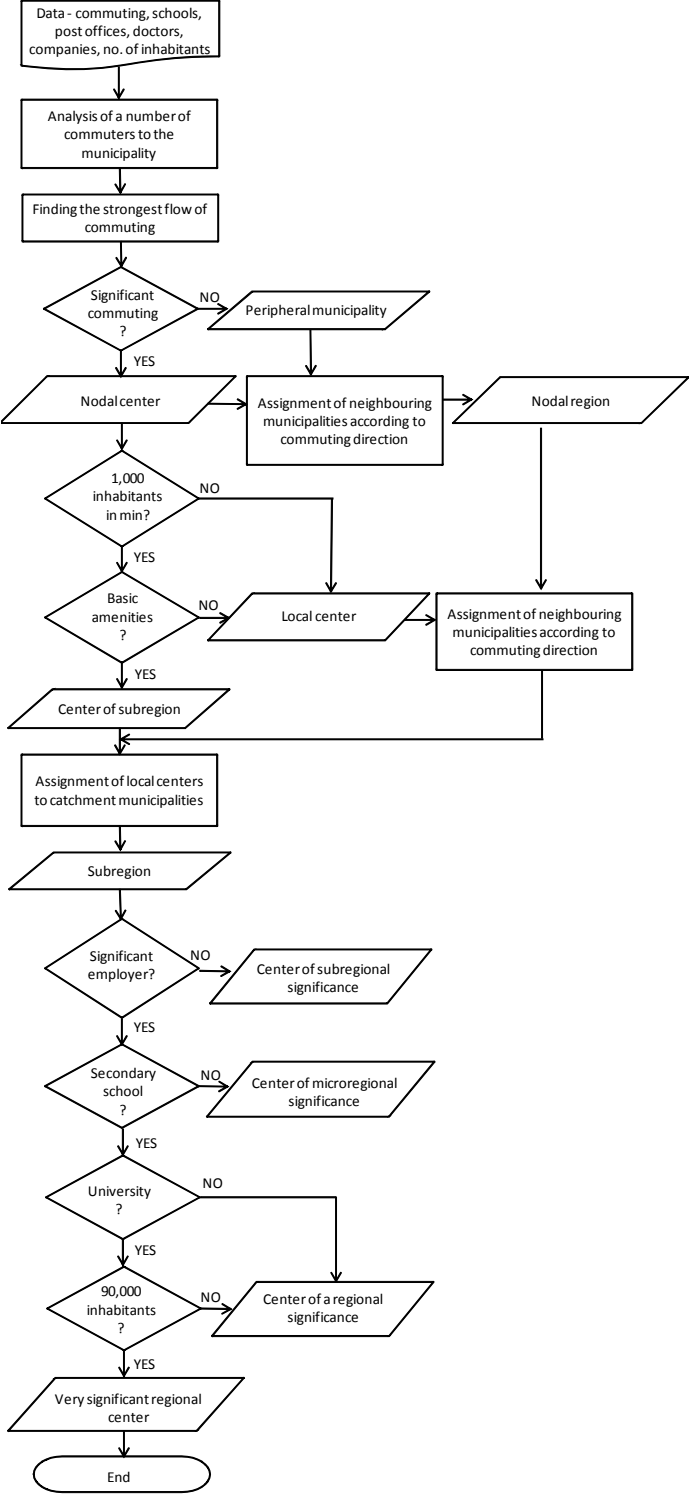 Data - commuting, schools,
post offices, doctors,
companies, no. of inhabitants
Analysis of a number of
commuters to the
municipality
Finding the strongest flow of
commuting
Significant
commuting
?
NO
Peripheral municipality
YES
Nodal center
Assignment of neighbouring
municipalities according to
commuting direction
Nodal region
1,000
inhabitants
in min?
NO
YES
Basic
amenities
?
NO
Local center
Assignment of neighbouring
municipalities according to
commuting direction
YES
Center of subregion
Assignment of local centers
to catchment municipalities
Subregion
Significant
employer?
NO
Center of subregional
significance
YES
Secondary
school
?
NO
Center of microregional
significance
YES
University
?
NO
YES
90,000
inhabitants
?
NO
Center of a regional
significance
YES
Very significant regional
center
End